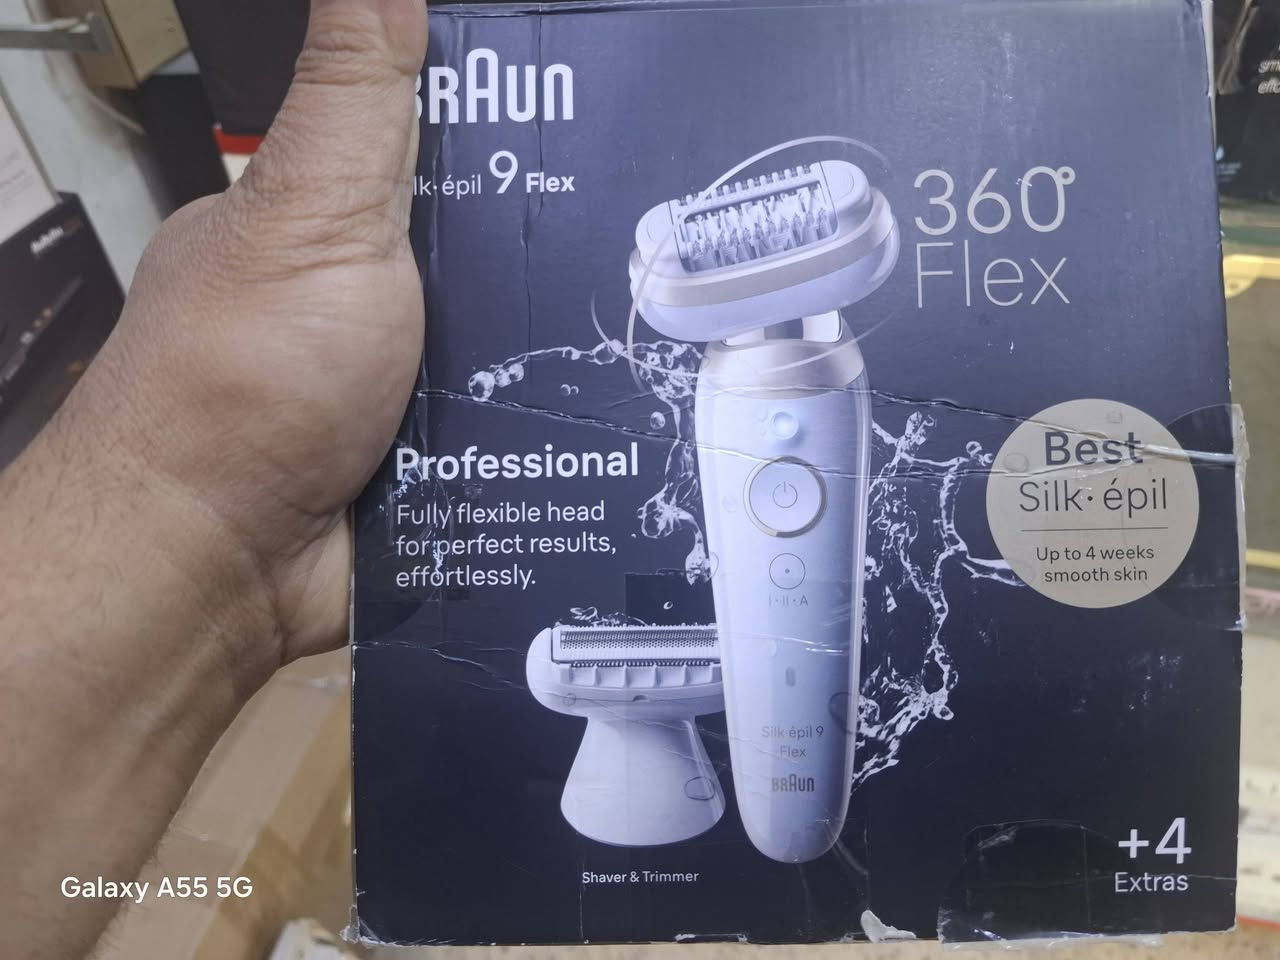 BRAUN
lk·épil 9 Flex
360°
Flex
Professional
Fully flexible head
for perfect results,
effortlessly.
Best
Silk·épil
Up to 4 weeks
smooth skin
I·II·A
Silk·épil 9
Flex
BRAUN
Shaver & Trimmer
+4
Extras
Galaxy A55 5G